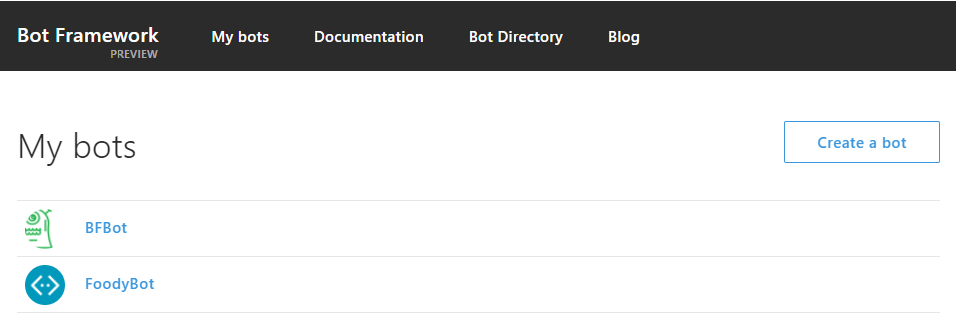 Bot Framework My bots Documentation Bot Directory Blog
PREVIEW
My bots Create a bot
BFBot
FoodyBot